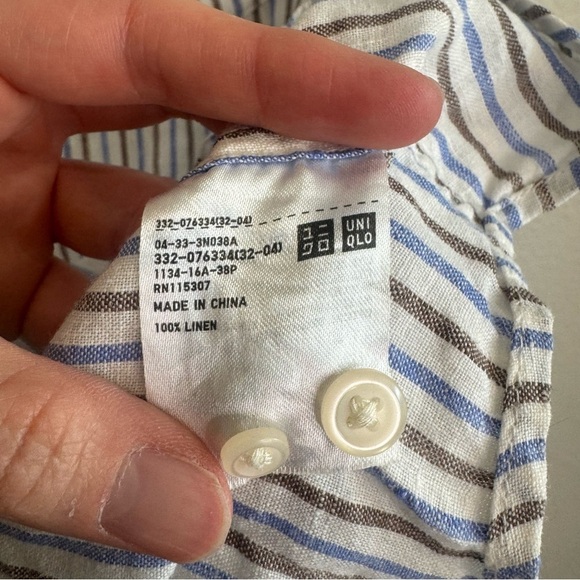 332-076334(32-04)
04-33-3N038A
332-076334(32-04)
1134-16A-38P
RN115307
MADE IN CHINA
100% LINEN
ユニ
クロ
UNI
QLO